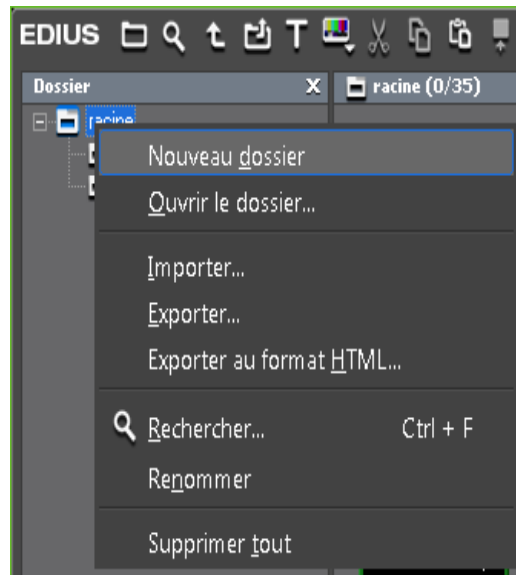 EDIUS
Dossier X racine (0/35)
racine
Nouveau dossier
Ouvrir le dossier...
Importer...
Exporter...
Exporter au format HTML...
Rechercher... Ctrl + F
Renommer
Supprimer tout